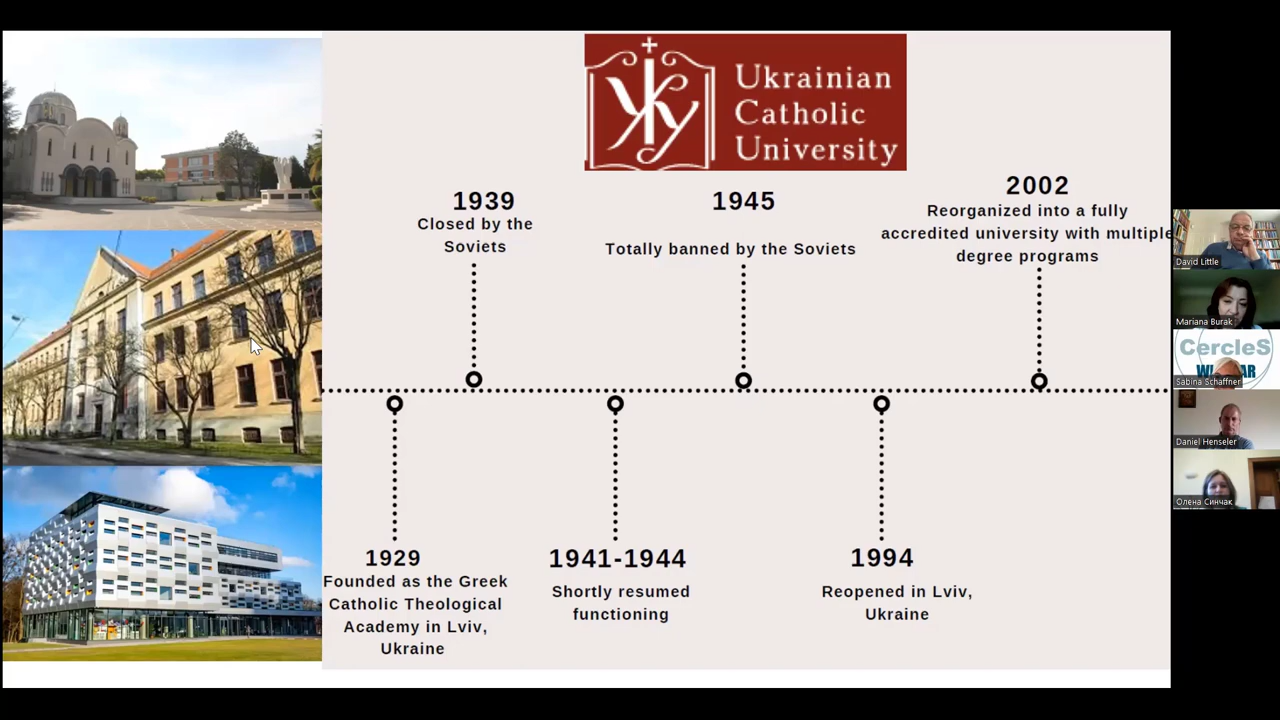 Ukrainian
Catholic
University
1939
Closed by the
Soviets
1945
Totally banned by the Soviets
2002
Reorganized into a fully
accredited university with multiple
degree programs
1929
Founded as the Greek
Catholic Theological
Academy in Lviv,
Ukraine
1941-1944
Shortly resumed
functioning
1994
Reopened in Lviv,
Ukraine
David Little
Mariana Burak
CercleS
Sabina Schaffner
Daniel Henseler
Олена Синчак